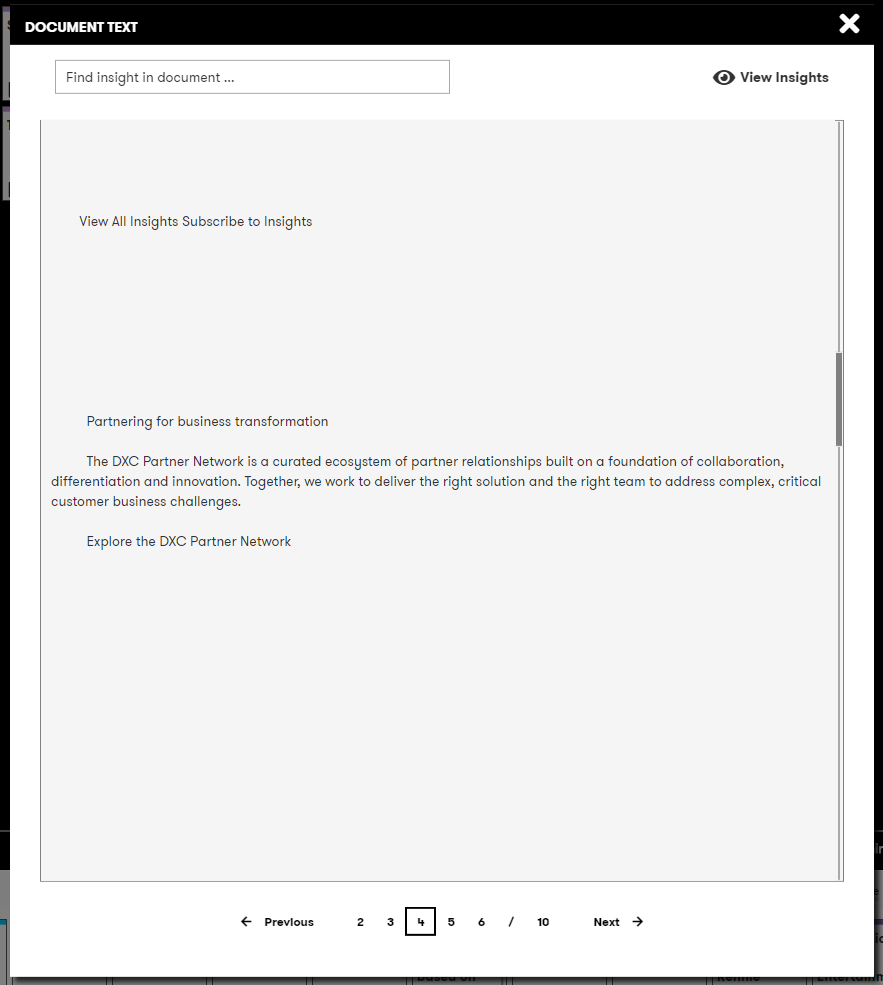 DOCUMENT TEXT
Find insight in document ...
View Insights
View All Insights Subscribe to Insights
Partnering for business transformation
The DXC Partner Network is a curated ecosystem of partner relationships built on a foundation of collaboration,
differentiation and innovation. Together, we work to deliver the right solution and the right team to address complex, critical
customer business challenges.
Explore the DXC Partner Network
← Previous 2 3 4 5 6 / 10 Next →